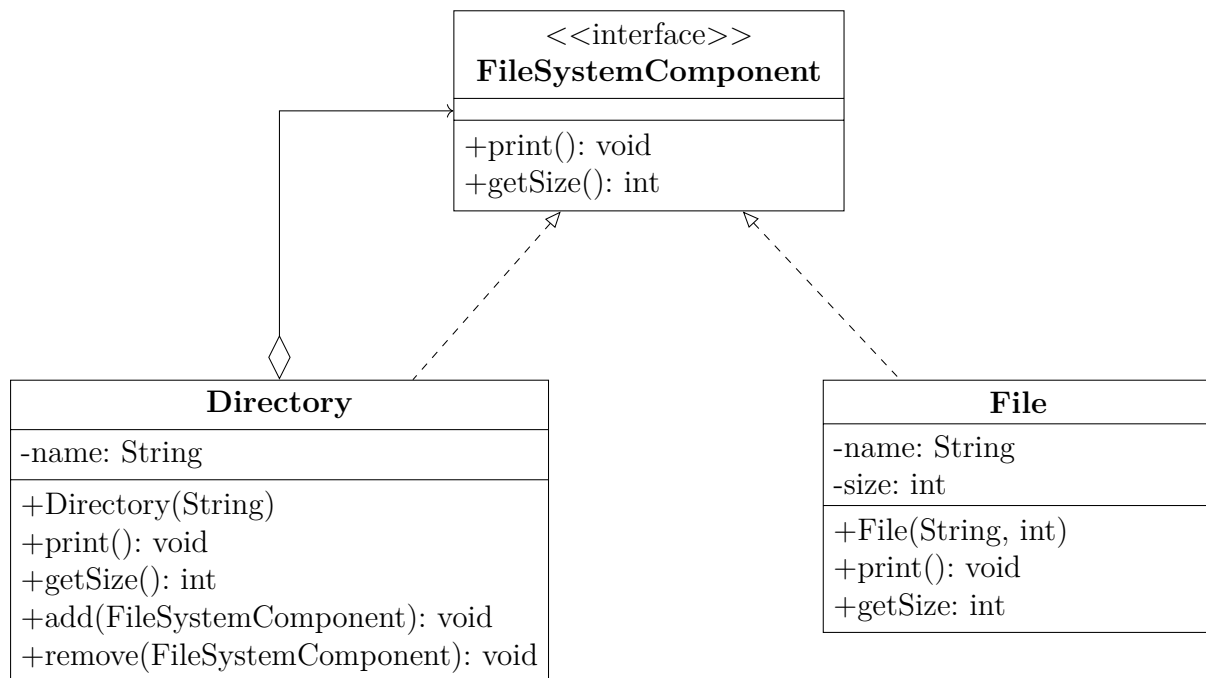 <<interface>>
FileSystemComponent
+print(): void
+getSize(): int
Directory
-name: String
+Directory(String)
+print(): void
+getSize(): int
+add(FileSystemComponent): void
+remove(FileSystemComponent): void
File
-name: String
-size: int
+File(String, int)
+print(): void
+getSize: int